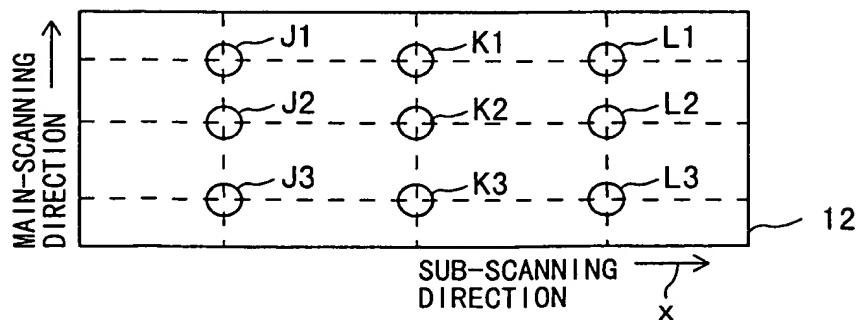 J1 K1 L1
J2 K2 L2
J3 K3 L3
MAIN-SCANNING
DIRECTION
12
SUB-SCANNING
DIRECTION
x